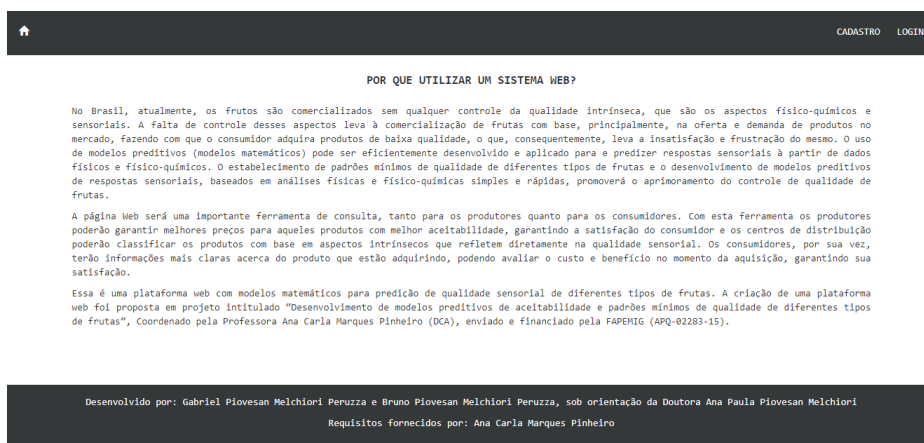 CADASTRO LOGIN
POR QUE UTILIZAR UM SISTEMA WEB?
No Brasil, atualmente, os frutos são comercializados sem qualquer controle da qualidade intrínseca, que são os aspectos físico-químicos e
sensoriais. A falta de controle desses aspectos leva à comercialização de frutas com base, principalmente, na oferta e demanda de produtos no
mercado, fazendo com que o consumidor adquira produtos de baixa qualidade, o que, consequentemente, leva a insatisfação e frustração do mesmo. O uso
de modelos preditivos (modelos matemáticos) pode ser eficientemente desenvolvido e aplicado para e predizer respostas sensoriais à partir de dados
físicos e físico-químicos. O estabelecimento de padrões mínimos de qualidade de diferentes tipos de frutas e o desenvolvimento de modelos preditivos
de respostas sensoriais, baseados em análises físicas e físico-químicas simples e rápidas, promoverá o aprimoramento do controle de qualidade de
frutas.
A página Web será uma importante ferramenta de consulta, tanto para os produtores quanto para os consumidores. Com esta ferramenta os produtores
poderão garantir melhores preços para aqueles produtos com melhor aceitabilidade, garantindo a satisfação do consumidor e os centros de distribuição
poderão classificar os produtos com base em aspectos intrínsecos que refletem diretamente na qualidade sensorial. Os consumidores, por sua vez,
terão informações mais claras acerca do produto que estão adquirindo, podendo avaliar o custo e benefício no momento da aquisição, garantindo sua
satisfação.
Essa é uma plataforma web com modelos matemáticos para predição de qualidade sensorial de diferentes tipos de frutas. A criação de uma plataforma
web foi proposta em projeto intitulado “Desenvolvimento de modelos preditivos de aceitabilidade e padrões mínimos de qualidade de diferentes tipos
de frutas”, Coordenado pela Professora Ana Carla Marques Pinheiro (DCA), enviado e financiado pela FAPEMIG (APQ-02283-15).
Desenvolvido por: Gabriel Piovesan Melchiori Peruzza e Bruno Piovesan Melchiori Peruzza, sob orientação da Doutora Ana Paula Piovesan Melchiori
Requisitos fornecidos por: Ana Carla Marques Pinheiro